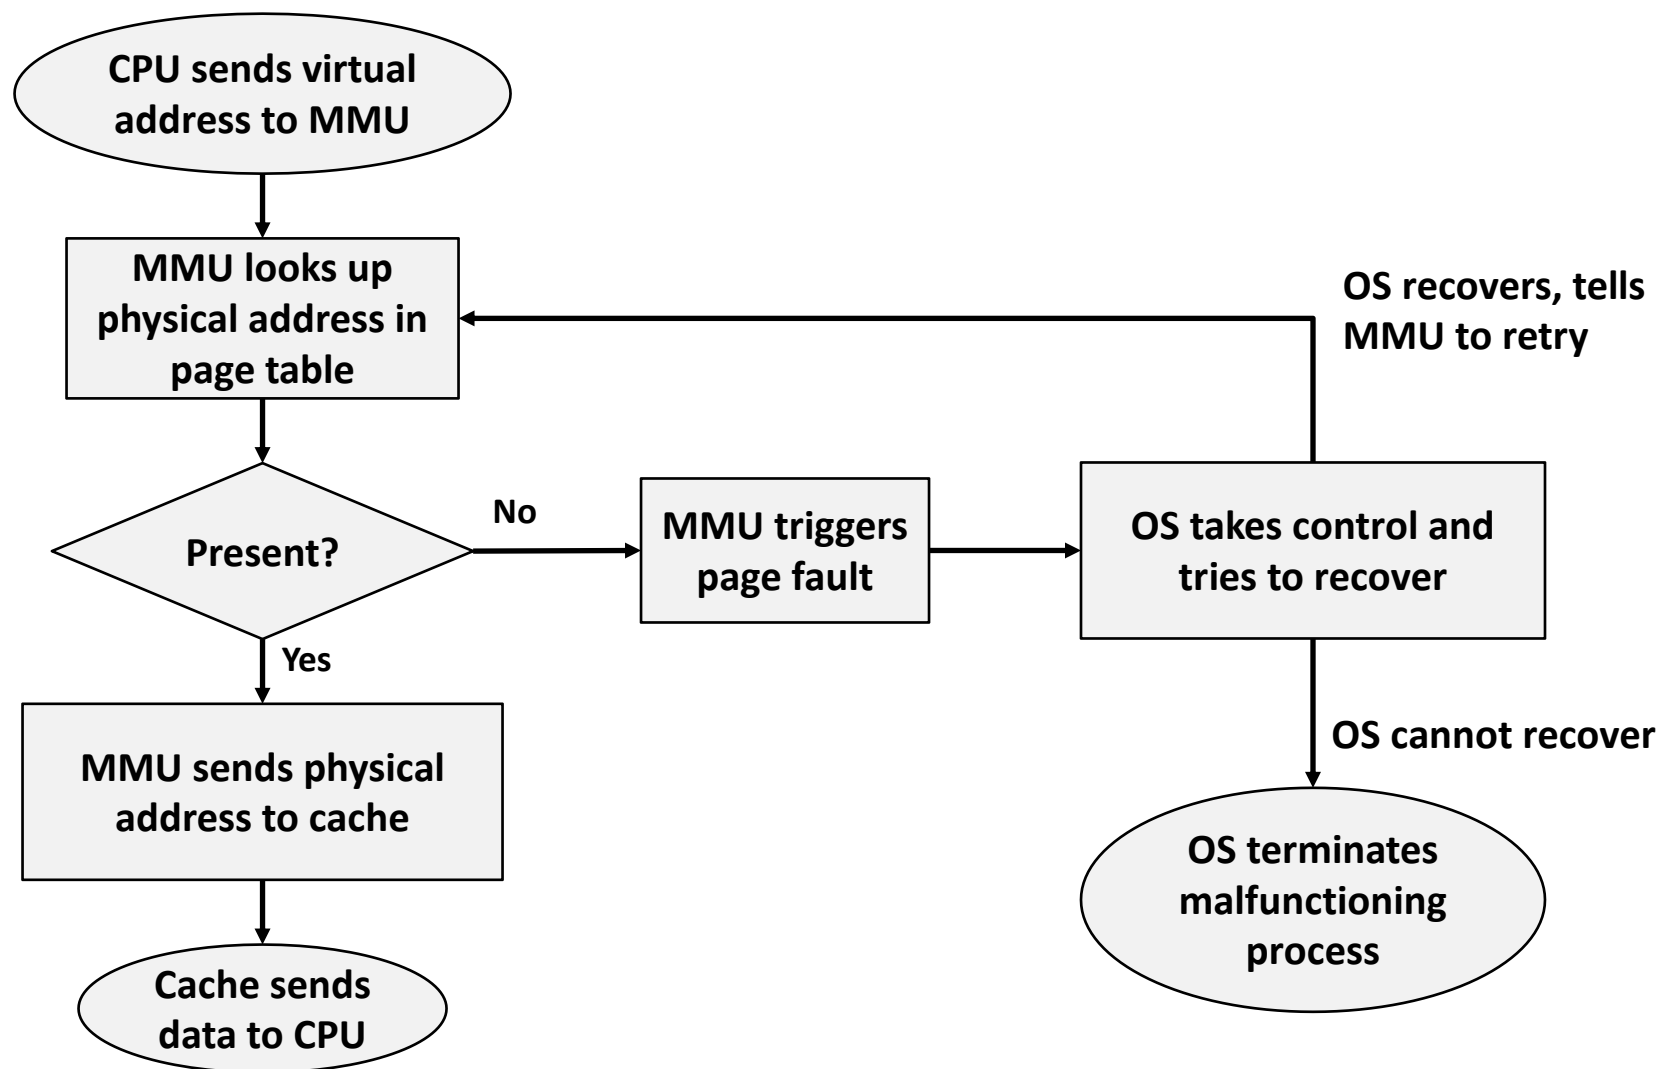 CPU sends virtual
address to MMU
MMU looks up
physical address in
page table
OS recovers, tells
MMU to retry
Present?
No
MMU triggers
page fault
OS takes control and
tries to recover
Yes
MMU sends physical
address to cache
OS cannot recover
OS terminates
malfunctioning
process
Cache sends
data to CPU